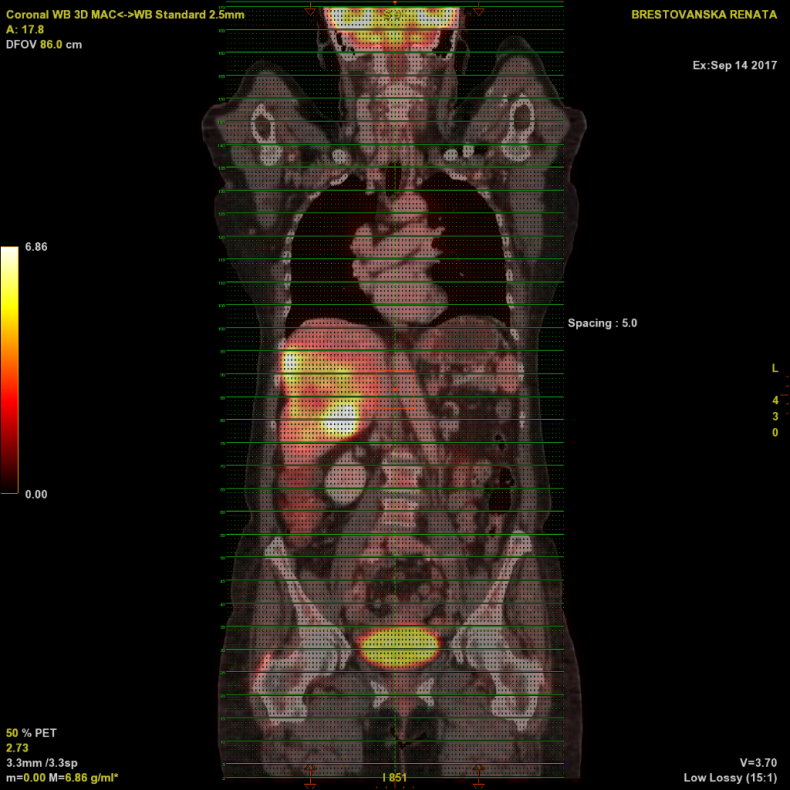 Coronal WB 3D MAC<->WB Standard 2.5mm
A: 17.8
DFOV 86.0 cm
BRESTOVANSKA RENATA
Ex:Sep 14 2017
6.86
0.00
Spacing : 5.0
L
4
3
0
50 % PET
2.73
3.3mm /3.3sp
m=0.00 M=6.86 g/ml*
I 851
V=3.70
Low Lossy (15:1)